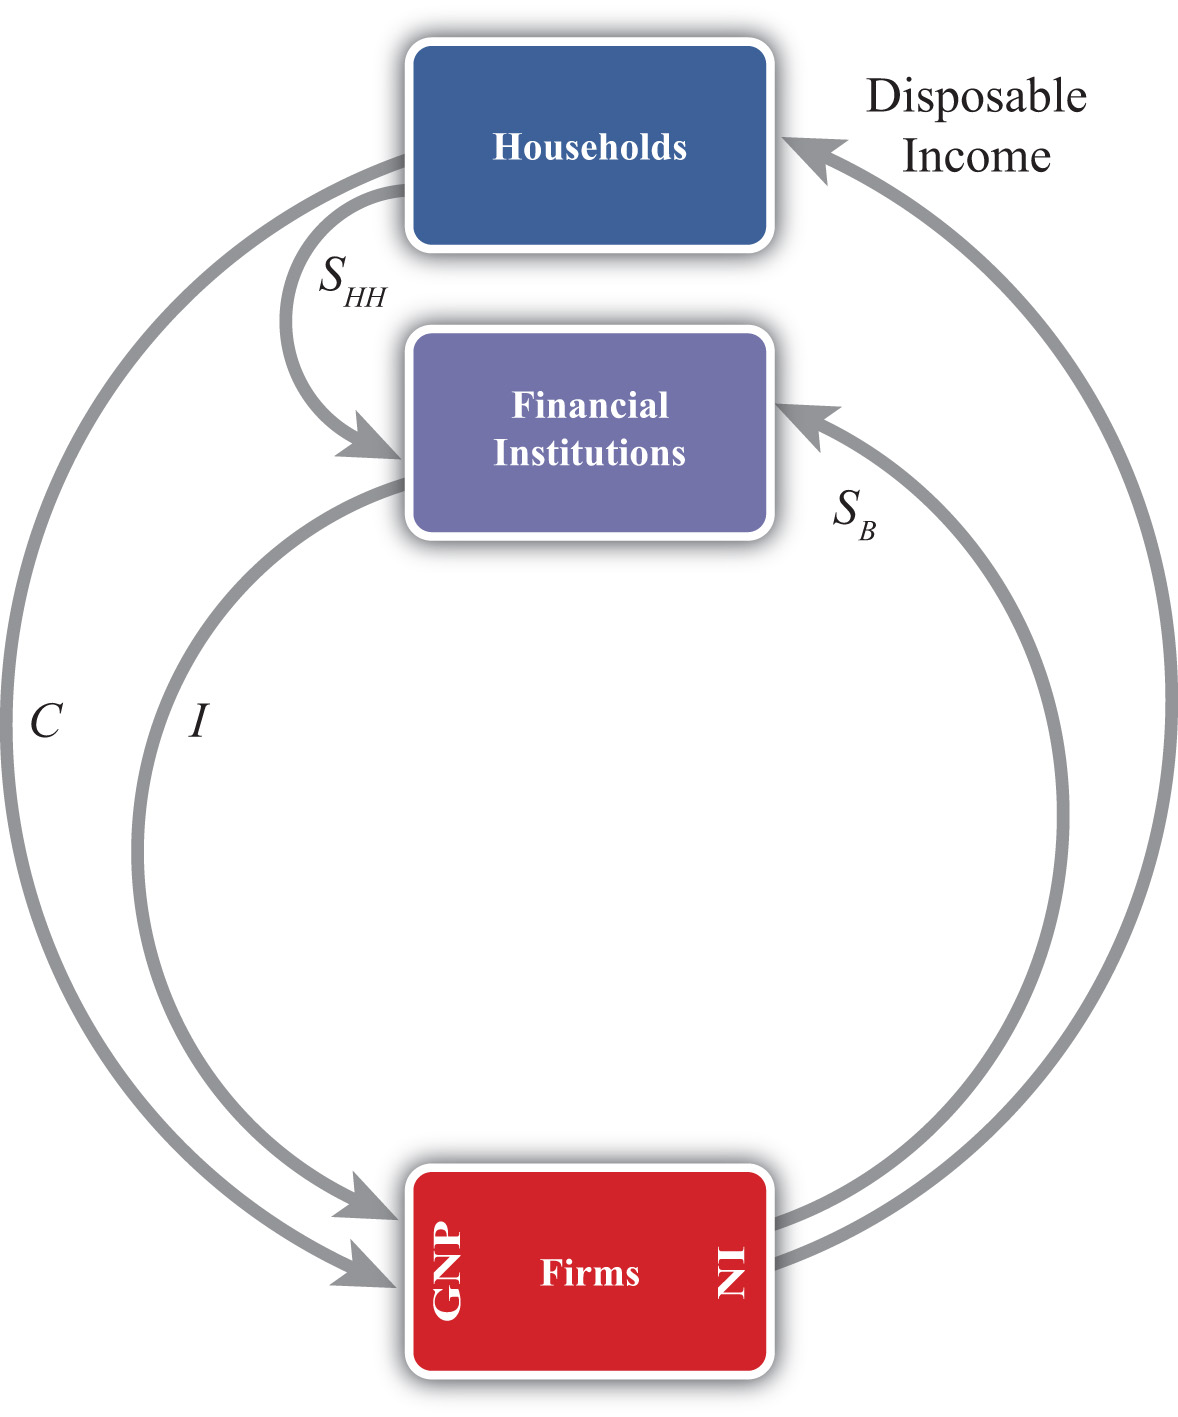 Households
Disposable
Income
S_HH
Financial
Institutions
S_B
C
I
GNP
Firms
NI